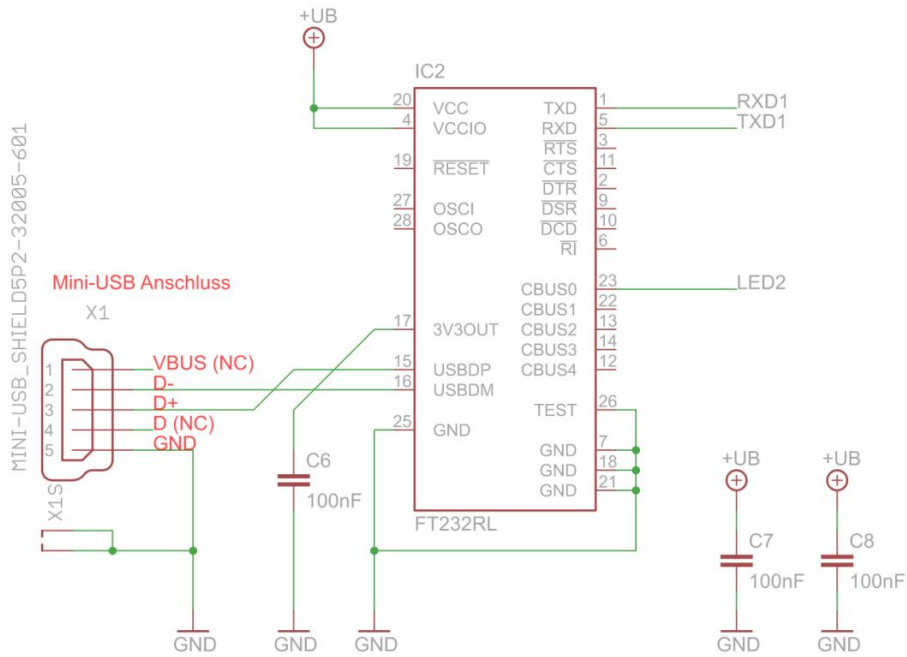 +UB
IC2
20 VCC TXD 1 RXD1
4 VCCIO RXD 5 TXD1
RTS 3
19 RESET CTS 11
DTR 2
27 OSCI DSR 9
28 OSCO DCD 10
RI 6
CBUS0 23 LED2
CBUS1 22
17 3V3OUT CBUS2 13
CBUS3 14
15 USBDP CBUS4 12
16 USBDM
TEST 26
25 GND
GND 7
GND 18
GND 21
FT232RL
MINI-USB_SHIELD5P2-32005-601
Mini-USB Anschluss
X1
1 VBUS (NC)
2 D-
3 D+
4 D (NC)
5 GND
X1S
C6
100nF
+UB
C7
100nF
+UB
C8
100nF
GND
GND
GND
GND
GND